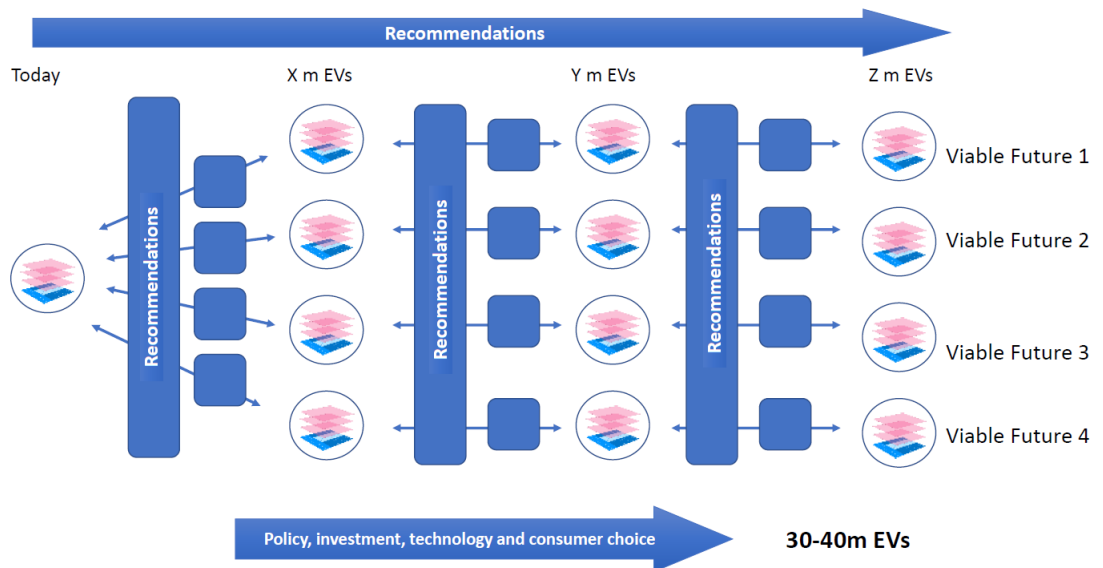 Recommendations
Today
X m EVs
Y m EVs
Z m EVs
Recommendations
Recommendations
Recommendations
Viable Future 1
Viable Future 2
Viable Future 3
Viable Future 4
Policy, investment, technology and consumer choice
30-40m EVs